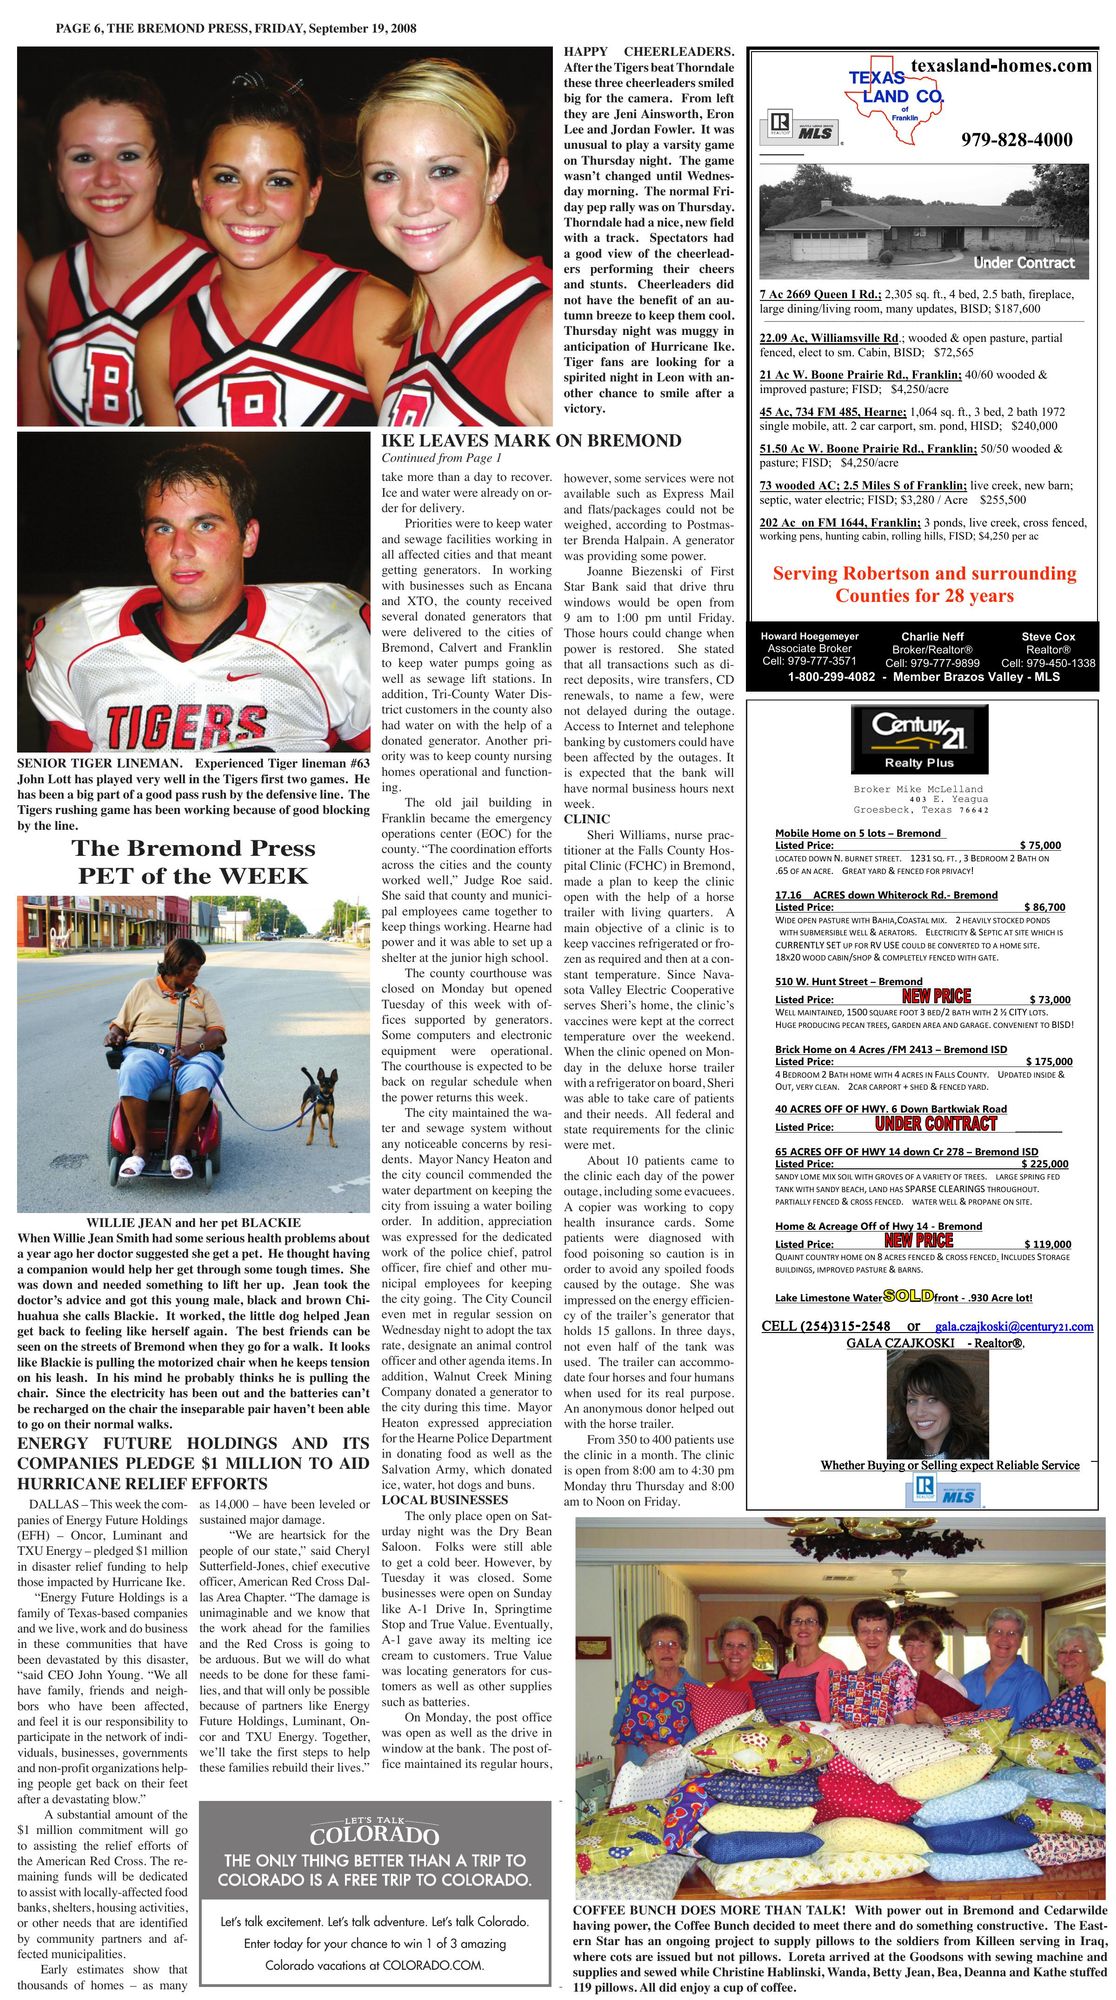 PAGE 6, THE BREMOND PRESS, FRIDAY, September 19, 2008
HAPPY CHEERLEADERS.
After the Tigers beat Thorndale
these three cheerleaders smiled
big for the camera. From left
they are Jeni Ainsworth, Eron
Lee and Jordan Fowler. It was
unusual to play a varsity game
on Thursday night. The game
wasn't changed until Wednes-
day morning. The normal Fri-
day pep rally was on Thursday.
Thorndale had a nice, new field
with a track. Spectators had
a good view of the cheerlead-
ers performing their cheers
and stunts. Cheerleaders did
not have the benefit of an au-
tumn breeze to keep them cool.
Thursday night was muggy in
anticipation of Hurricane Ike.
Tiger fans are looking for a
spirited night in Leon with an-
other chance to smile after a
victory.
B
B
TIGERS
SENIOR TIGER LINEMAN. Experienced Tiger lineman #63
John Lott has played very well in the Tigers first two games. He
has been a big part of a good pass rush by the defensive line. The
Tigers rushing game has been working because of good blocking
by the line.
The Bremond Press
PET of the WEEK
WILLIE JEAN and her pet BLACKIE
When Willie Jean Smith had some serious health problems about
a year ago her doctor suggested she get a pet. He thought having
a companion would help her get through some tough times. She
was down and needed something to lift her up. Jean took the
doctor's advice and got this young male, black and brown Chi-
huahua she calls Blackie. It worked, the little dog helped Jean
get back to feeling like herself again. The best friends can be
seen on the streets of Bremond when they go for a walk. It looks
like Blackie is pulling the motorized chair when he keeps tension
on his leash. In his mind he probably thinks he is pulling the
chair. Since the electricity has been out and the batteries can't
be recharged on the chair the inseparable pair haven't been able
to go on their normal walks.
ENERGY FUTURE HOLDINGS AND ITS
COMPANIES PLEDGE $1 MILLION TO AID
HURRICANE RELIEF EFFORTS
DALLAS – This week the com-
panies of Energy Future Holdings
(EFH) – Oncor, Luminant and
TXU Energy – pledged $1 million
in disaster relief funding to help
those impacted by Hurricane Ike.
"Energy Future Holdings is a
family of Texas-based companies
and we live, work and do business
in these communities that have
been devastated by this disaster,
"said CEO John Young. "We all
have family, friends and neigh-
bors who have been affected,
and feel it is our responsibility to
participate in the network of indi-
viduals, businesses, governments
and non-profit organizations help-
ing people get back on their feet
after a devastating blow."
A substantial amount of the
$1 million commitment will go
to assisting the relief efforts of
the American Red Cross. The re-
maining funds will be dedicated
to assist with locally-affected food
banks, shelters, housing activities,
or other needs that are identified
by community partners and af-
fected municipalities.
Early estimates show that
thousands of homes – as many
as 14,000 – have been leveled or
sustained major damage.
"We are heartsick for the
people of our state," said Cheryl
Sutterfield-Jones, chief executive
officer, American Red Cross Dal-
las Area Chapter. "The damage is
unimaginable and we know that
the work ahead for the families
and the Red Cross is going to
be arduous. But we will do what
needs to be done for these fami-
lies, and that will only be possible
because of partners like Energy
Future Holdings, Luminant, On-
cor and TXU Energy. Together,
we'll take the first steps to help
these families rebuild their lives."
LET'S TALK
COLORADO
THE ONLY THING BETTER THAN A TRIP TO
COLORADO IS A FREE TRIP TO COLORADO.
Let's talk excitement. Let's talk adventure. Let's talk Colorado.
Enter today for your chance to win 1 of 3 amazing
Colorado vacations at COLORADO.COM.
IKE LEAVES MARK ON BREMOND
Continued from Page 1
take more than a day to recover.
Ice and water were already on or-
der for delivery.
Priorities were to keep water
and sewage facilities working in
all affected cities and that meant
getting generators. In working
with businesses such as Encana
and XTO, the county received
several donated generators that
were delivered to the cities of
Bremond, Calvert and Franklin
to keep water pumps going as
well as sewage lift stations. In
addition, Tri-County Water Dis-
trict customers in the county also
had water on with the help of a
donated generator. Another pri-
ority was to keep county nursing
homes operational and function-
ing.
The old jail building in
Franklin became the emergency
operations center (EOC) for the
county. "The coordination efforts
across the cities and the county
worked well," Judge Roe said.
She said that county and munici-
pal employees came together to
keep things working. Hearne had
power and it was able to set up a
shelter at the junior high school.
The county courthouse was
closed on Monday but opened
Tuesday of this week with of-
fices supported by generators.
Some computers and electronic
equipment were operational.
The courthouse is expected to be
back on regular schedule when
the power returns this week.
The city maintained the wa-
ter and sewage system without
any noticeable concerns by resi-
dents. Mayor Nancy Heaton and
the city council commended the
water department on keeping the
city from issuing a water boiling
order. In addition, appreciation
was expressed for the dedicated
work of the police chief, patrol
officer, fire chief and other mu-
nicipal employees for keeping
the city going. The City Council
even met in regular session on
Wednesday night to adopt the tax
rate, designate an animal control
officer and other agenda items. In
addition, Walnut Creek Mining
Company donated a generator to
the city during this time. Mayor
Heaton expressed appreciation
for the Hearne Police Department
in donating food as well as the
Salvation Army, which donated
ice, water, hot dogs and buns.
LOCAL BUSINESSES
The only place open on Sat-
urday night was the Dry Bean
Saloon. Folks were still able
to get a cold beer. However, by
Tuesday it was closed. Some
businesses were open on Sunday
like A-1 Drive In, Springtime
Stop and True Value. Eventually,
A-1 gave away its melting ice
cream to customers. True Value
was locating generators for cus-
tomers as well as other supplies
such as batteries.
On Monday, the post office
was open as well as the drive in
window at the bank. The post of-
fice maintained its regular hours,
however, some services were not
available such as Express Mail
and flats/packages could not be
weighed, according to Postmas-
ter Brenda Halpain. A generator
was providing some power.
Joanne Biezenski of First
Star Bank said that drive thru
windows would be open from
9 am to 1:00 pm until Friday.
Those hours could change when
power is restored. She stated
that all transactions such as di-
rect deposits, wire transfers, CD
renewals, to name a few, were
not delayed during the outage.
Access to Internet and telephone
banking by customers could have
been affected by the outages. It
is expected that the bank will
have normal business hours next
week.
CLINIC
Sheri Williams, nurse prac-
titioner at the Falls County Hos-
pital Clinic (FCHC) in Bremond,
made a plan to keep the clinic
open with the help of a horse
trailer with living quarters. A
main objective of a clinic is to
keep vaccines refrigerated or fro-
zen as required and then at a con-
stant temperature. Since Nava-
sota Valley Electric Cooperative
serves Sheri's home, the clinic's
vaccines were kept at the correct
temperature over the weekend.
When the clinic opened on Mon-
day in the deluxe horse trailer
with a refrigerator on board, Sheri
was able to take care of patients
and their needs. All federal and
state requirements for the clinic
were met.
About 10 patients came to
the clinic each day of the power
outage, including some evacuees.
A copier was working to copy
health insurance cards. Some
patients were diagnosed with
food poisoning so caution is in
order to avoid any spoiled foods
caused by the outage. She was
impressed on the energy efficien-
cy of the trailer's generator that
holds 15 gallons. In three days,
not even half of the tank was
used. The trailer can accommo-
date four horses and four humans
when used for its real purpose.
An anonymous donor helped out
with the horse trailer.
From 350 to 400 patients use
the clinic in a month. The clinic
is open from 8:00 am to 4:30 pm
Monday thru Thursday and 8:00
am to Noon on Friday.
texasland-homes.com
TEXAS
LAND CO.
of
Franklin
REALTOR MLS
979-828-4000
Under Contract
7 Ac 2669 Queen I Rd.; 2,305 sq. ft., 4 bed, 2.5 bath, fireplace,
large dining/living room, many updates, BISD; $187,600
22.09 Ac, Williamsville Rd.; wooded & open pasture, partial
fenced, elect to sm. Cabin, BISD; $72,565
21 Ac W. Boone Prairie Rd., Franklin; 40/60 wooded &
improved pasture; FISD; $4,250/acre
45 Ac, 734 FM 485, Hearne; 1,064 sq. ft., 3 bed, 2 bath 1972
single mobile, att. 2 car carport, sm. pond, HISD; $240,000
51.50 Ac W. Boone Prairie Rd., Franklin; 50/50 wooded &
pasture; FISD; $4,250/acre
73 wooded AC; 2.5 Miles S of Franklin; live creek, new barn;
septic, water electric; FISD; $3,280 / Acre $255,500
202 Ac on FM 1644, Franklin; 3 ponds, live creek, cross fenced,
working pens, hunting cabin, rolling hills, FISD; $4,250 per ac
Serving Robertson and surrounding
Counties for 28 years
Howard Hoegemeyer Charlie Neff Steve Cox
Associate Broker Broker/Realtor® Realtor®
Cell: 979-777-3571 Cell: 979-777-9899 Cell: 979-450-1338
1-800-299-4082 - Member Brazos Valley - MLS
Century 21
Realty Plus
Broker Mike McLelland
403 E. Yeagua
Groesbeck, Texas 76642
Mobile Home on 5 lots – Bremond
Listed Price: $ 75,000
LOCATED DOWN N. BURNET STREET. 1231 SQ. FT., 3 BEDROOM 2 BATH ON
.65 OF AN ACRE. GREAT YARD & FENCED FOR PRIVACY!
17.16 ACRES down Whiterock Rd.- Bremond
Listed Price: $ 86,700
WIDE OPEN PASTURE WITH BAHIA,COASTAL MIX. 2 HEAVILY STOCKED PONDS
WITH SUBMERSIBLE WELL & AERATORS. ELECTRICITY & SEPTIC AT SITE WHICH IS
CURRENTLY SET UP FOR RV USE COULD BE CONVERTED TO A HOME SITE.
18X20 WOOD CABIN/SHOP & COMPLETELY FENCED WITH GATE.
510 W. Hunt Street – Bremond
Listed Price: NEW PRICE $ 73,000
WELL MAINTAINED, 1500 SQUARE FOOT 3 BED/2 BATH WITH 2 ½ CITY LOTS.
HUGE PRODUCING PECAN TREES, GARDEN AREA AND GARAGE. CONVENIENT TO BISD!
Brick Home on 4 Acres /FM 2413 – Bremond ISD
Listed Price: $ 175,000
4 BEDROOM 2 BATH HOME WITH 4 ACRES IN FALLS COUNTY. UPDATED INSIDE &
OUT, VERY CLEAN. 2CAR CARPORT + SHED & FENCED YARD.
40 ACRES OFF OF HWY. 6 Down Bartkwiak Road
Listed Price: UNDER CONTRACT
65 ACRES OFF OF HWY 14 down Cr 278 – Bremond ISD
Listed Price: $ 225,000
SANDY LOME MIX SOIL WITH GROVES OF A VARIETY OF TREES. LARGE SPRING FED
TANK WITH SANDY BEACH, LAND HAS SPARSE CLEARINGS THROUGHOUT.
PARTIALLY FENCED & CROSS FENCED. WATER WELL & PROPANE ON SITE.
Home & Acreage Off of Hwy 14 - Bremond
Listed Price: NEW PRICE $ 119,000
QUAINT COUNTRY HOME ON 8 ACRES FENCED & CROSS FENCED, INCLUDES STORAGE
BUILDINGS, IMPROVED PASTURE & BARNS.
Lake Limestone Water SOLD front - .930 Acre lot!
CELL (254)315-2548 or gala.czajkoski@century21.com
GALA CZAJKOSKI - Realtor®,
Whether Buying or Selling expect Reliable Service
REALTOR MLS
COFFEE BUNCH DOES MORE THAN TALK! With power out in Bremond and Cedarwilde
having power, the Coffee Bunch decided to meet there and do something constructive. The East-
ern Star has an ongoing project to supply pillows to the soldiers from Killeen serving in Iraq,
where cots are issued but not pillows. Loreta arrived at the Goodsons with sewing machine and
supplies and sewed while Christine Hablinski, Wanda, Betty Jean, Bea, Deanna and Kathe stuffed
119 pillows. All did enjoy a cup of coffee.